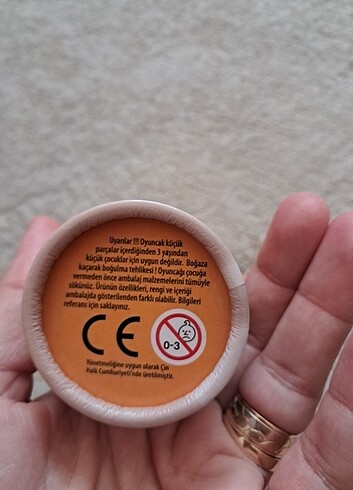 Uyarılar !!! Oyuncak küçük
parçalar içerdiğinden 3 yaşından
küçük çocuklar için uygun değildir. Boğaza
kaçarak boğulma tehlikesi ! Oyuncağı çocuğa
vermeden önce ambalaj malzemelerini tümüyle
sökünüz. Ürünün özellikleri, rengi ve içeriği
ambalajda gösterilenden farklı olabilir. Bilgileri
referans için saklayınız.
CE
0-3
Yönetmeliğine uygun olarak Çin
Halk Cumhuriyeti'nde üretilmiştir.